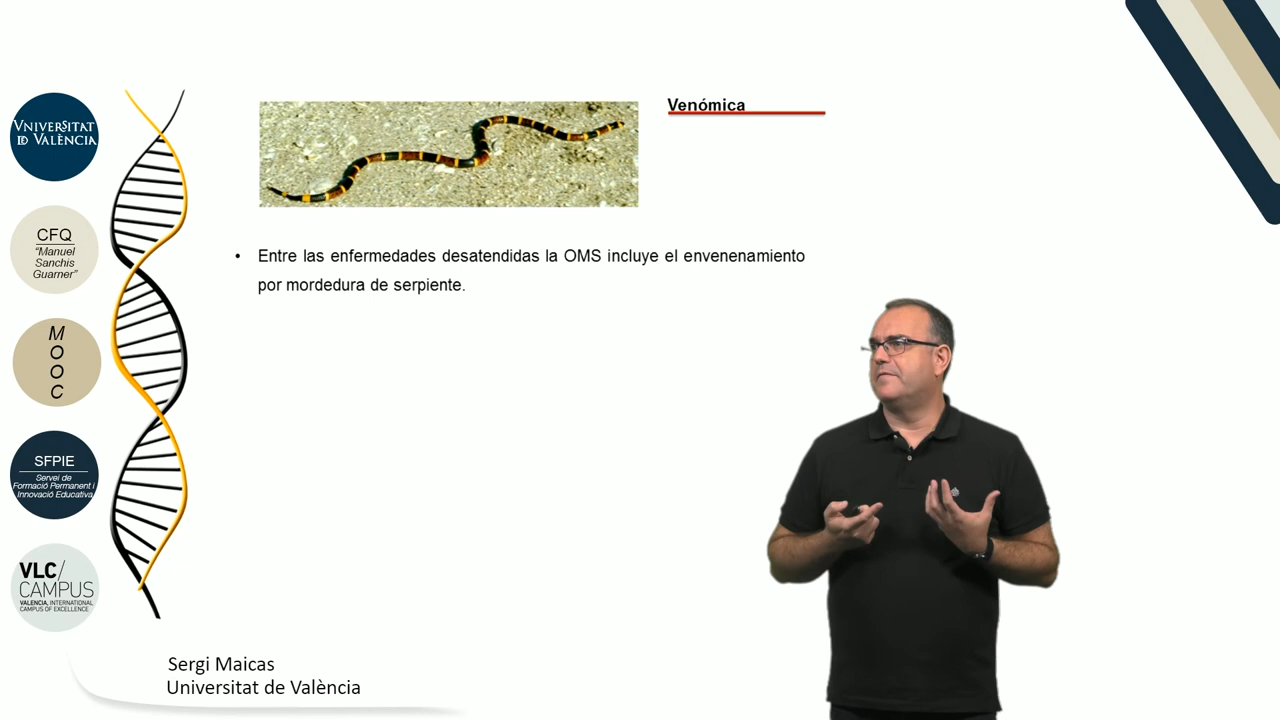 VNIVERSITAT
ID VALÈNCIA
CFQ
"Manuel
Sanchis
Guarner"
M
O
O
C
SFPIE
Servei de
Formació Permanent i
Innovació Educativa
VLC/
CAMPUS
VALENCIA, INTERNATIONAL
CAMPUS OF EXCELLENCE
Venómica
• Entre las enfermedades desatendidas la OMS incluye el envenenamiento
por mordedura de serpiente.
Sergi Maicas
Universitat de València